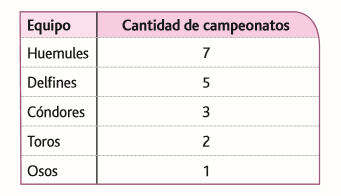 Equipo Cantidad de campeonatos
Huemules 7
Delfines 5
Cóndores 3
Toros 2
Osos 1